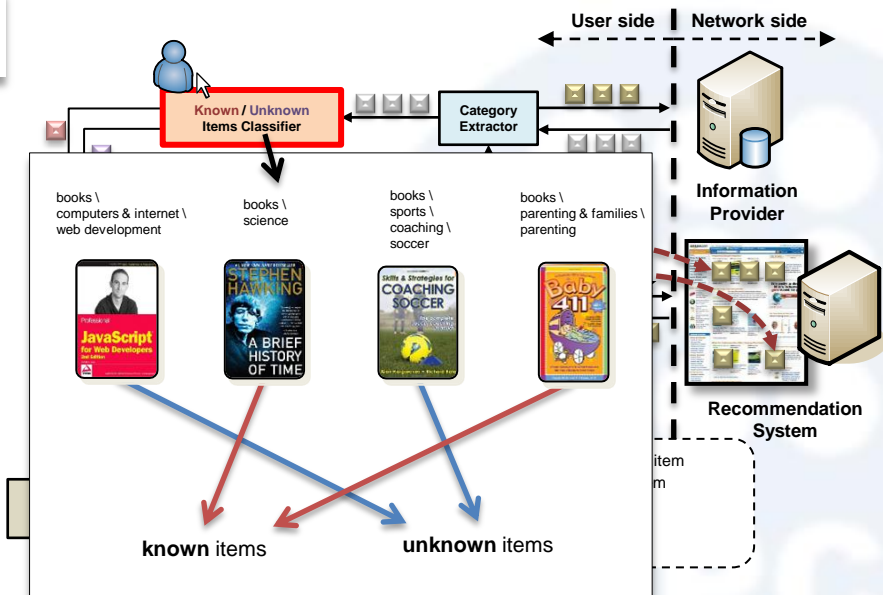 User side
Network side
Known / Unknown
Items Classifier
Category
Extractor
Information
Provider
books \
computers & internet \
web development
books \
science
books \
sports \
coaching \
soccer
books \
parenting & families \
parenting
Professional
JavaScript
for Web Developers
2nd Edition
STEPHEN
HAWKING
A BRIEF
HISTORY
OF TIME
Skills & Strategies for
COACHING
SOCCER
Baby
411
Recommendation
System
item
m
known items
unknown items